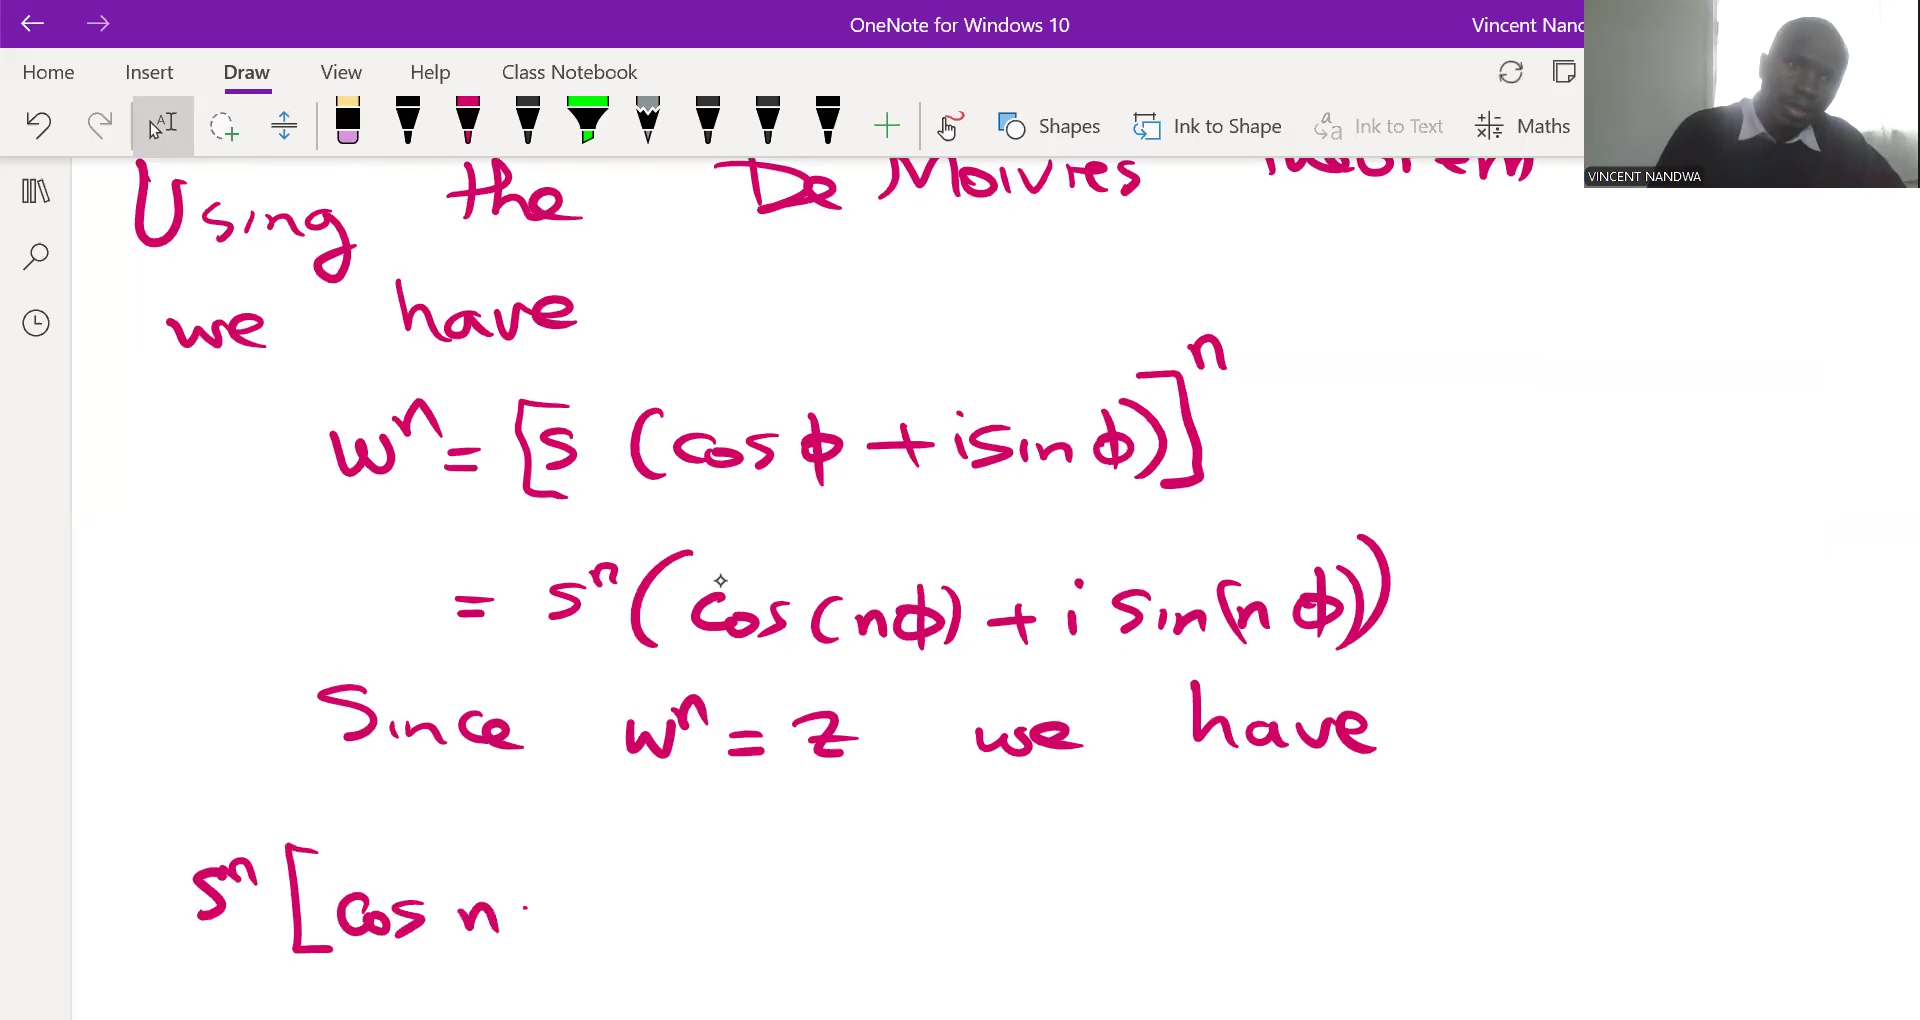 OneNote for Windows 10
Vincent Nand
Home Insert Draw View Help Class Notebook
Shapes Ink to Shape Ink to Text Maths
VINCENT NANDWA
Using the De Moivres Theorem
we have
wⁿ = [s (cos ϕ + i sin ϕ)]ⁿ
= sⁿ(cos(nϕ) + i sin(nϕ))
Since wⁿ = z we have
sⁿ [cos n